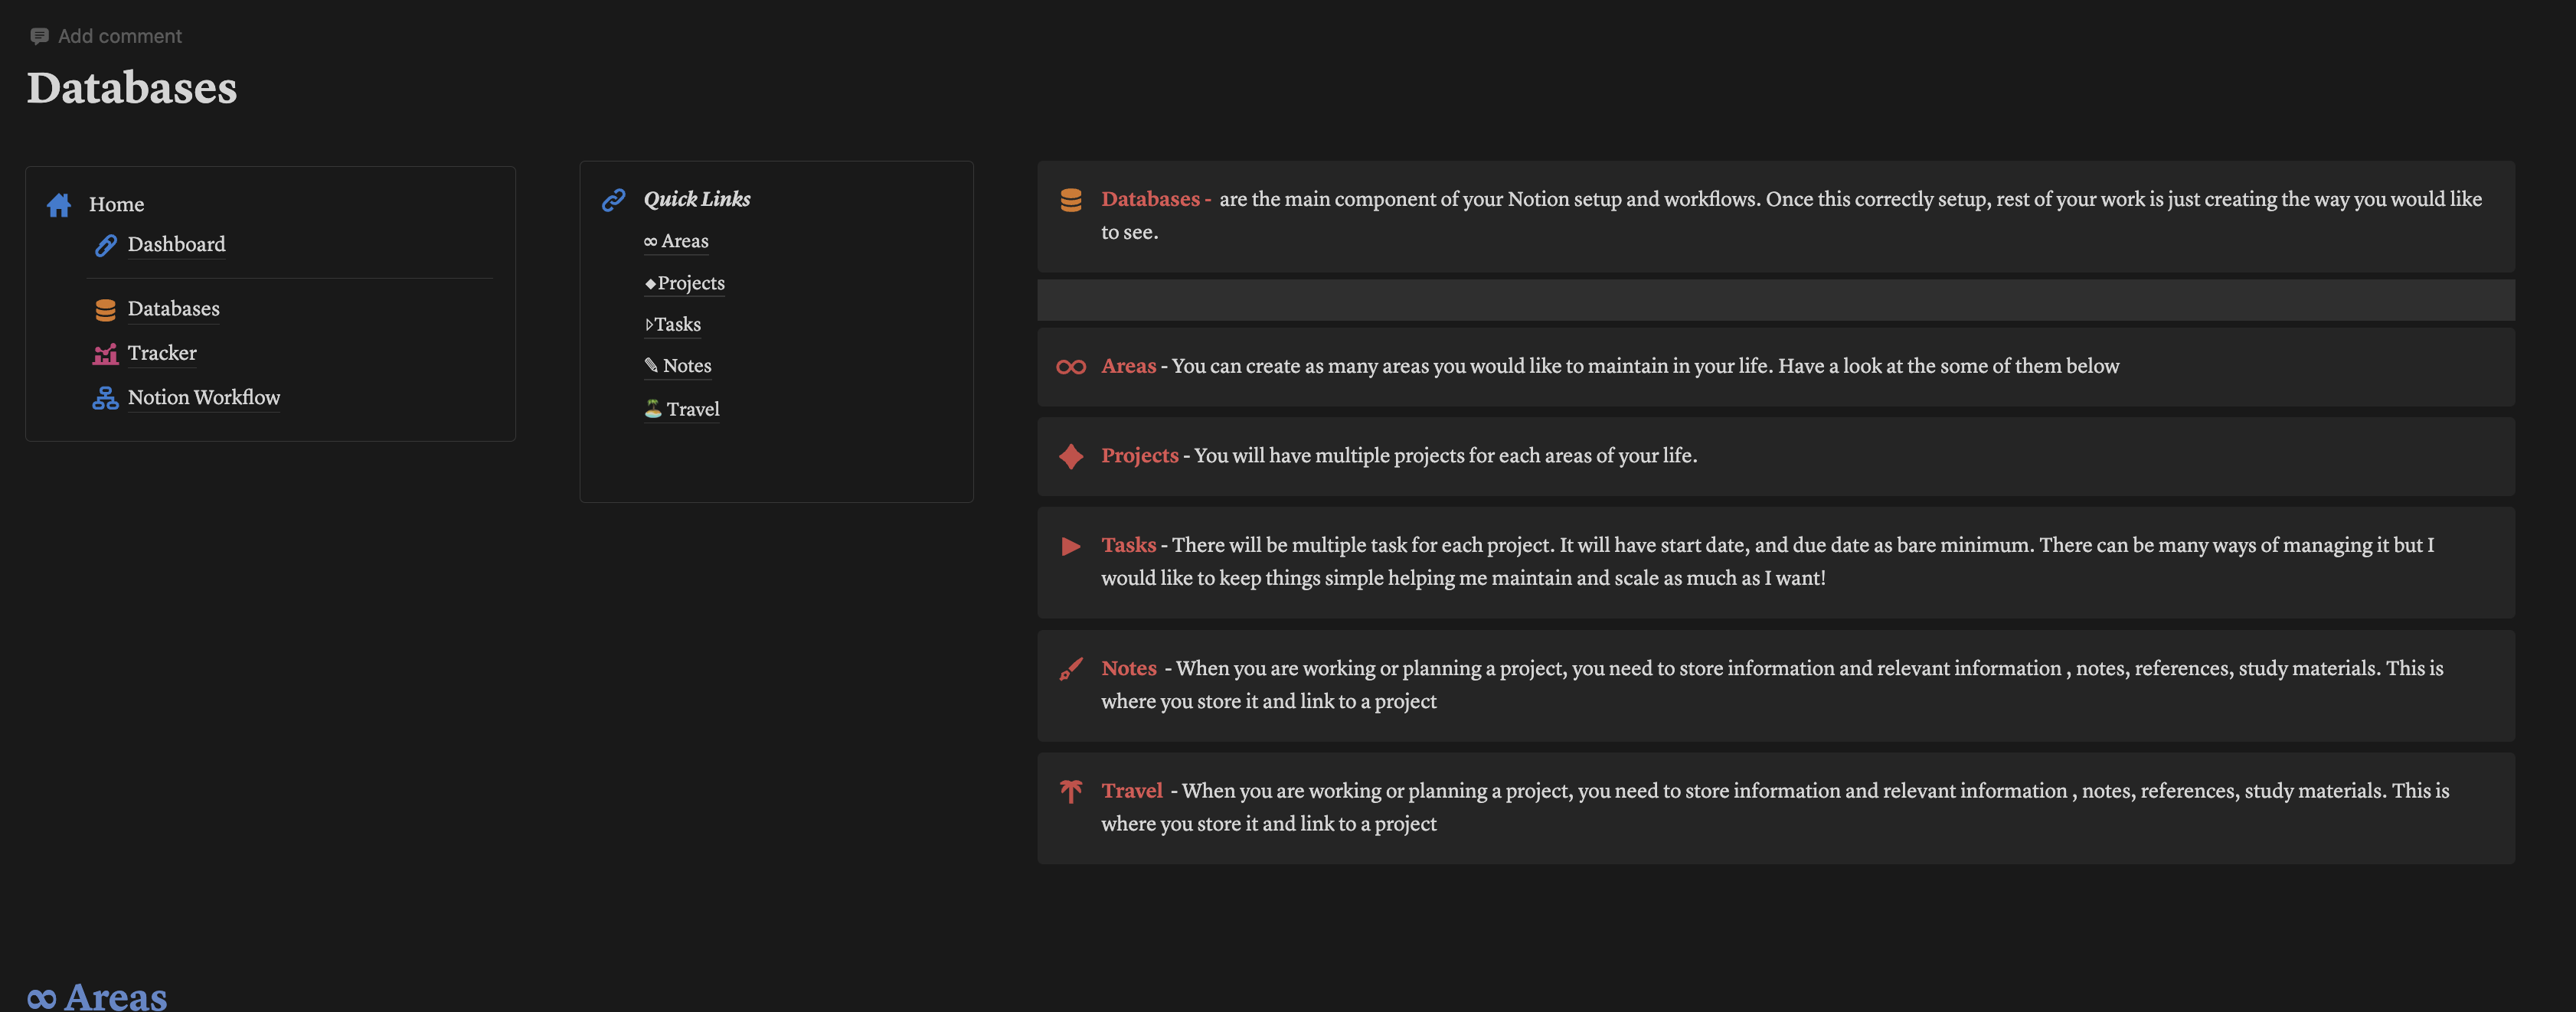 Add comment
Databases
Home
Dashboard
Databases
Tracker
Notion Workflow
Quick Links
∞ Areas
◆Projects
▷Tasks
✎ Notes
🏝️ Travel
Databases - are the main component of your Notion setup and workflows. Once this correctly setup, rest of your work is just creating the way you would like
to see.
Areas - You can create as many areas you would like to maintain in your life. Have a look at the some of them below
Projects - You will have multiple projects for each areas of your life.
Tasks - There will be multiple task for each project. It will have start date, and due date as bare minimum. There can be many ways of managing it but I
would like to keep things simple helping me maintain and scale as much as I want!
Notes - When you are working or planning a project, you need to store information and relevant information , notes, references, study materials. This is
where you store it and link to a project
Travel - When you are working or planning a project, you need to store information and relevant information , notes, references, study materials. This is
where you store it and link to a project
∞ Areas